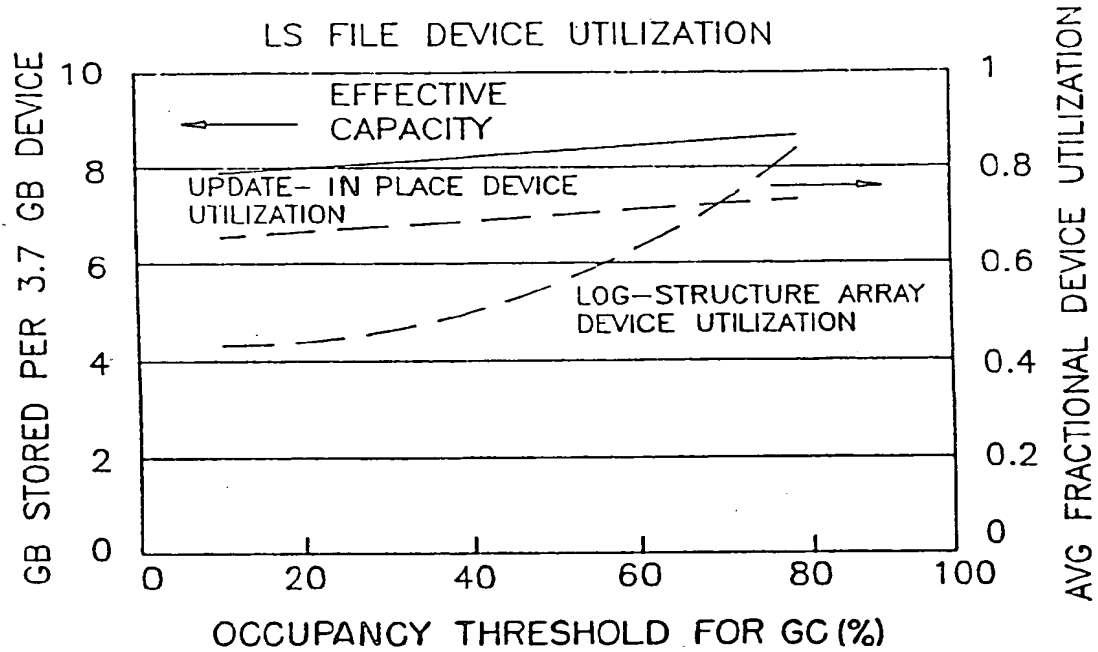 LS FILE DEVICE UTILIZATION
GB STORED PER 3.7 GB DEVICE
10
8
6
4
2
0
EFFECTIVE
CAPACITY
UPDATE- IN PLACE DEVICE
UTILIZATION
LOG-STRUCTURE ARRAY
DEVICE UTILIZATION
1
0.8
0.6
0.4
0.2
0
AVG FRACTIONAL DEVICE UTILIZATION
0 20 40 60 80 100
OCCUPANCY THRESHOLD FOR GC (%)